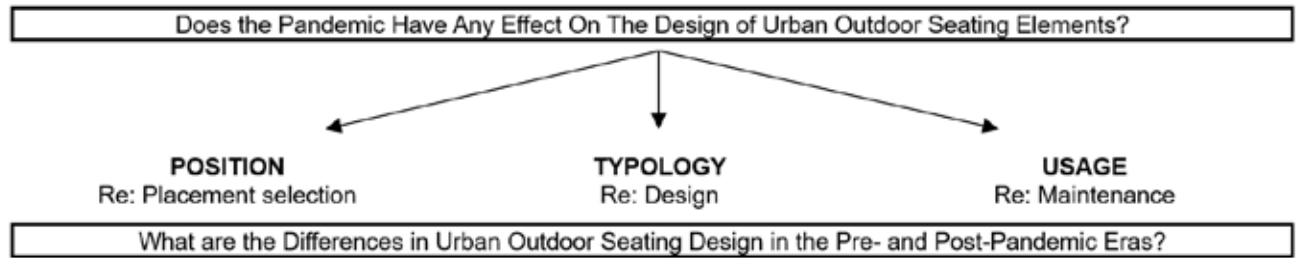 Does the Pandemic Have Any Effect On The Design of Urban Outdoor Seating Elements?
POSITION
Re: Placement selection
TYPOLOGY
Re: Design
USAGE
Re: Maintenance
What are the Differences in Urban Outdoor Seating Design in the Pre- and Post-Pandemic Eras?